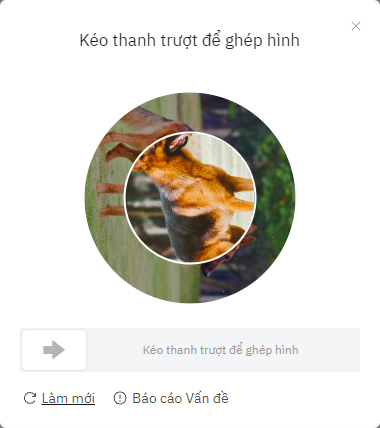 Kéo thanh trượt để ghép hình
Kéo thanh trượt để ghép hình
Làm mới
Báo cáo Vấn đề